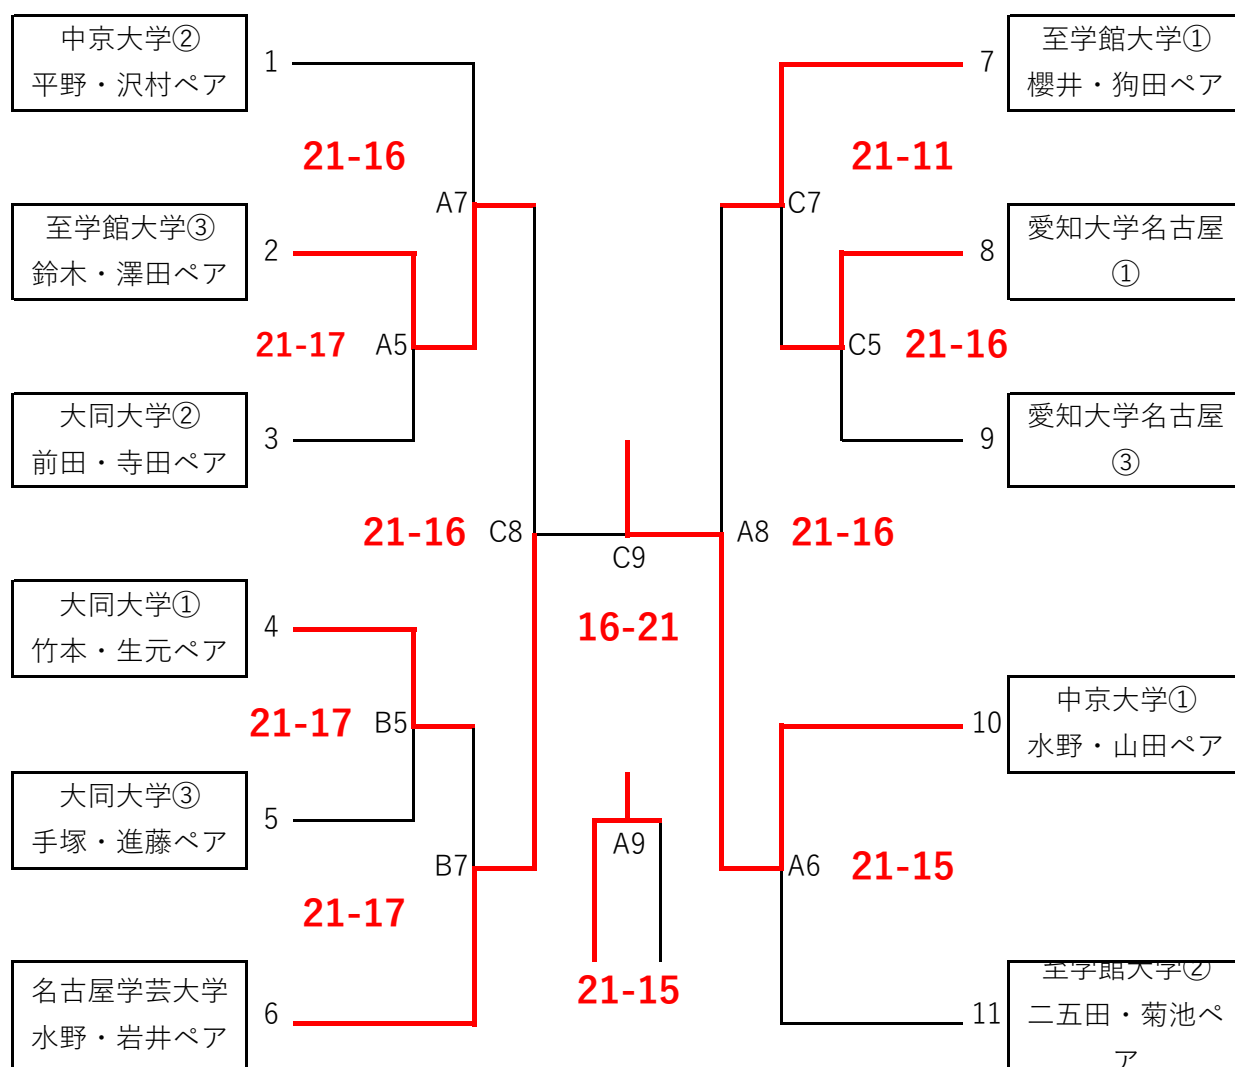 中京大学②
平野・沢村ペア
1
21-16
A7
至学館大学③
鈴木・澤田ペア
2
21-17
A5
大同大学②
前田・寺田ペア
3
21-16
C8
大同大学①
竹本・生元ペア
4
21-17
B5
大同大学③
手塚・進藤ペア
5
B7
21-17
名古屋学芸大学
水野・岩井ペア
6
C9
16-21
A9
21-15
7
至学館大学①
櫻井・狗田ペア
21-11
C7
8
愛知大学名古屋
①
C5
21-16
9
愛知大学名古屋
③
A8
21-16
10
中京大学①
水野・山田ペア
A6
21-15
11
至学館大学②
二五田・菊池ペ
ア